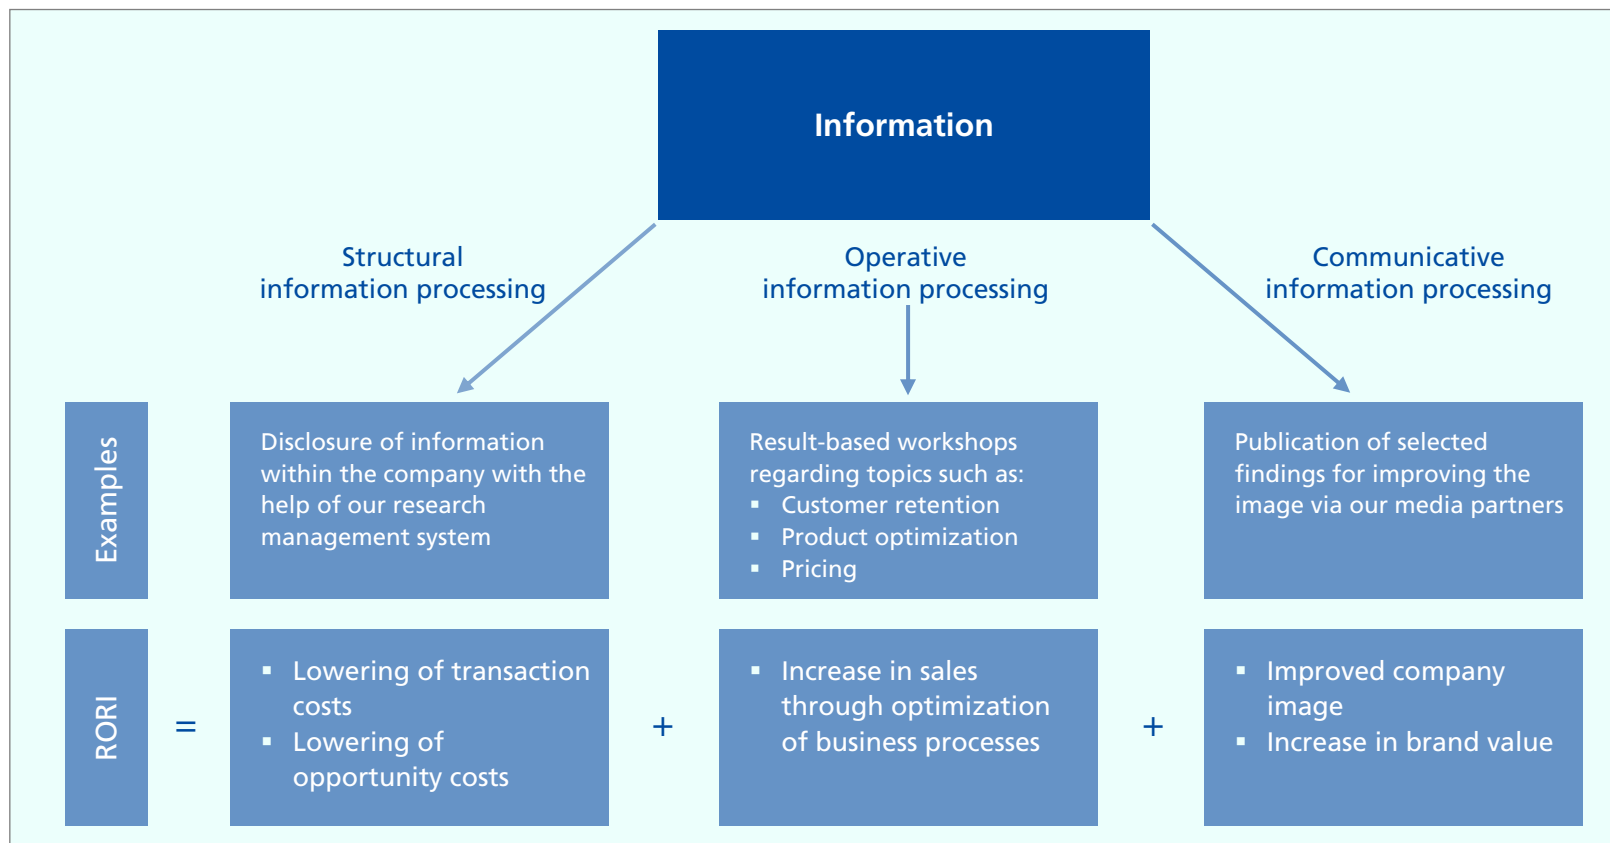 Information
Structural
information processing
Operative
information processing
Communicative
information processing
Examples
Disclosure of information
within the company with the
help of our research
management system
Result-based workshops
regarding topics such as:
▪ Customer retention
▪ Product optimization
▪ Pricing
Publication of selected
findings for improving the
image via our media partners
RORI
=
▪ Lowering of transaction
costs
▪ Lowering of
opportunity costs
+
▪ Increase in sales
through optimization
of business processes
+
▪ Improved company
image
▪ Increase in brand value